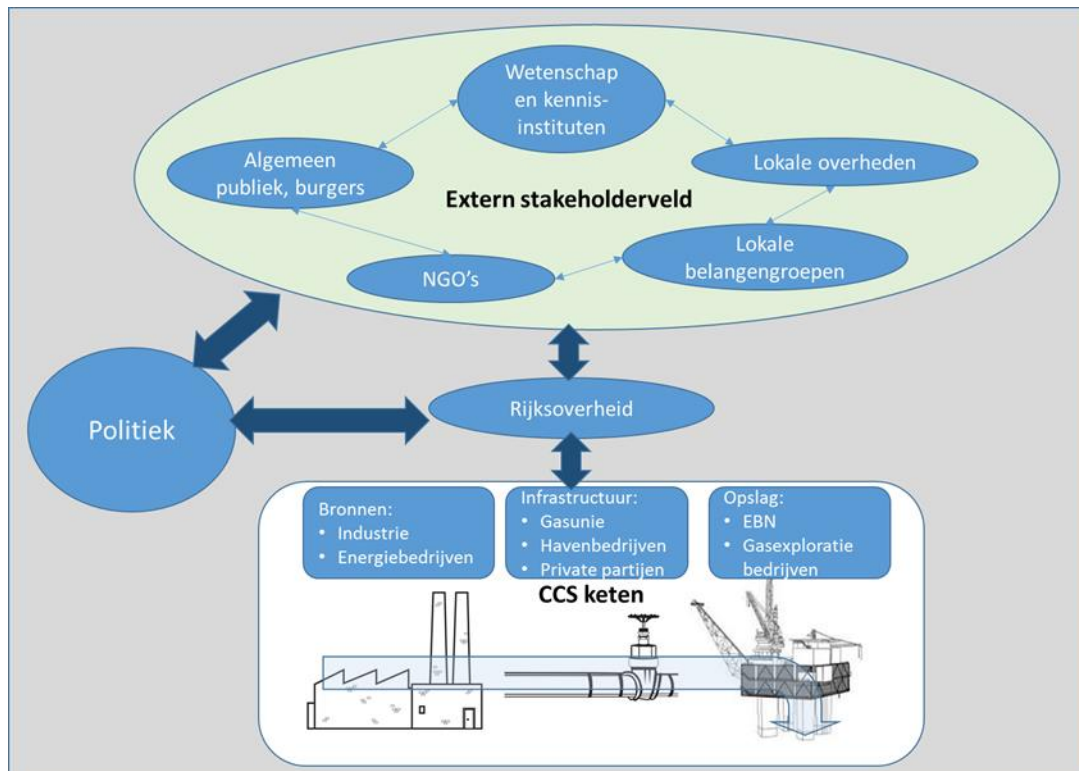 Wetenschap
en kennis-
instituten
Algemeen
publiek, burgers
Lokale overheden
Extern stakeholderveld
Lokale
belangengroepen
NGO’s
Politiek
Rijksoverheid
Bronnen:
• Industrie
• Energiebedrijven
Infrastructuur:
• Gasunie
• Havenbedrijven
• Private partijen
Opslag:
• EBN
• Gasexploratie
bedrijven
CCS keten